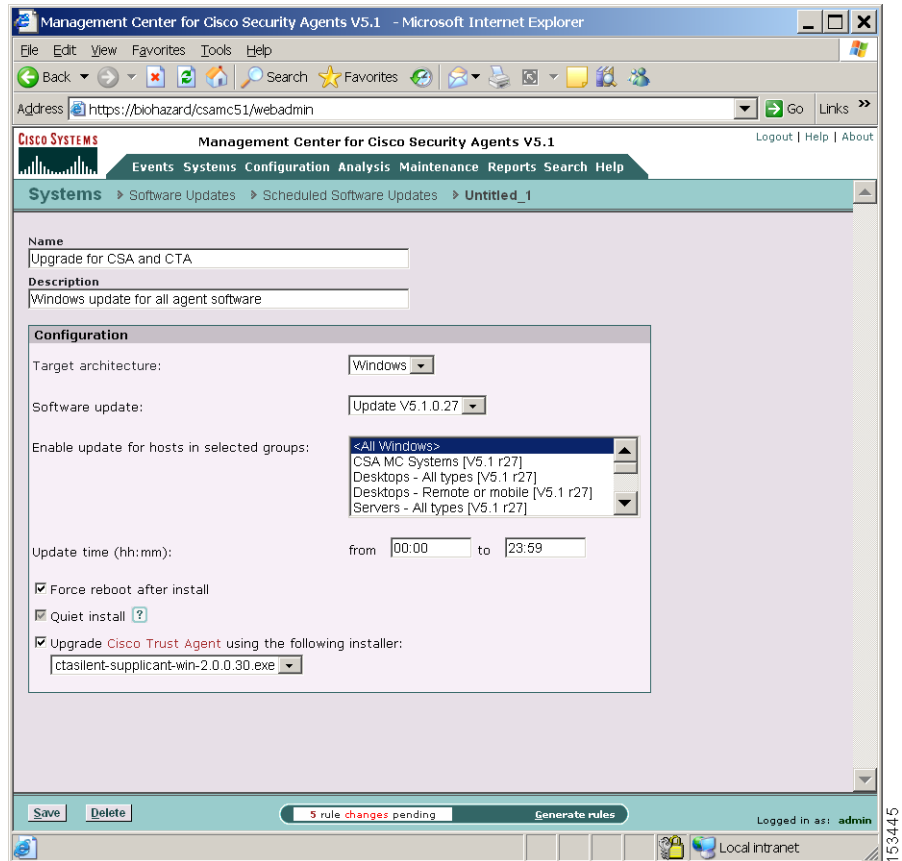 Management Center for Cisco Security Agents V5.1 - Microsoft Internet Explorer
File Edit View Favorites Tools Help
Back Search Favorites
Address https://biohazard/csamc51/webadmin Go Links »
CISCO SYSTEMS Management Center for Cisco Security Agents V5.1 Logout | Help | About
Events Systems Configuration Analysis Maintenance Reports Search Help
Systems Software Updates Scheduled Software Updates Untitled_1
Name
Upgrade for CSA and CTA
Description
Windows update for all agent software
Configuration
Target architecture: Windows
Software update: Update V5.1.0.27
Enable update for hosts in selected groups: <All Windows>
CSA MC Systems [V5.1 r27]
Desktops - All types [V5.1 r27]
Desktops - Remote or mobile [V5.1 r27]
Servers - All types [V5.1 r27]
Update time (hh:mm): from 00:00 to 23:59
Force reboot after install
Quiet install ?
Upgrade Cisco Trust Agent using the following installer:
ctasilent-supplicant-win-2.0.0.30.exe
Save Delete 5 rule changes pending Generate rules Logged in as: admin
Local intranet
153445